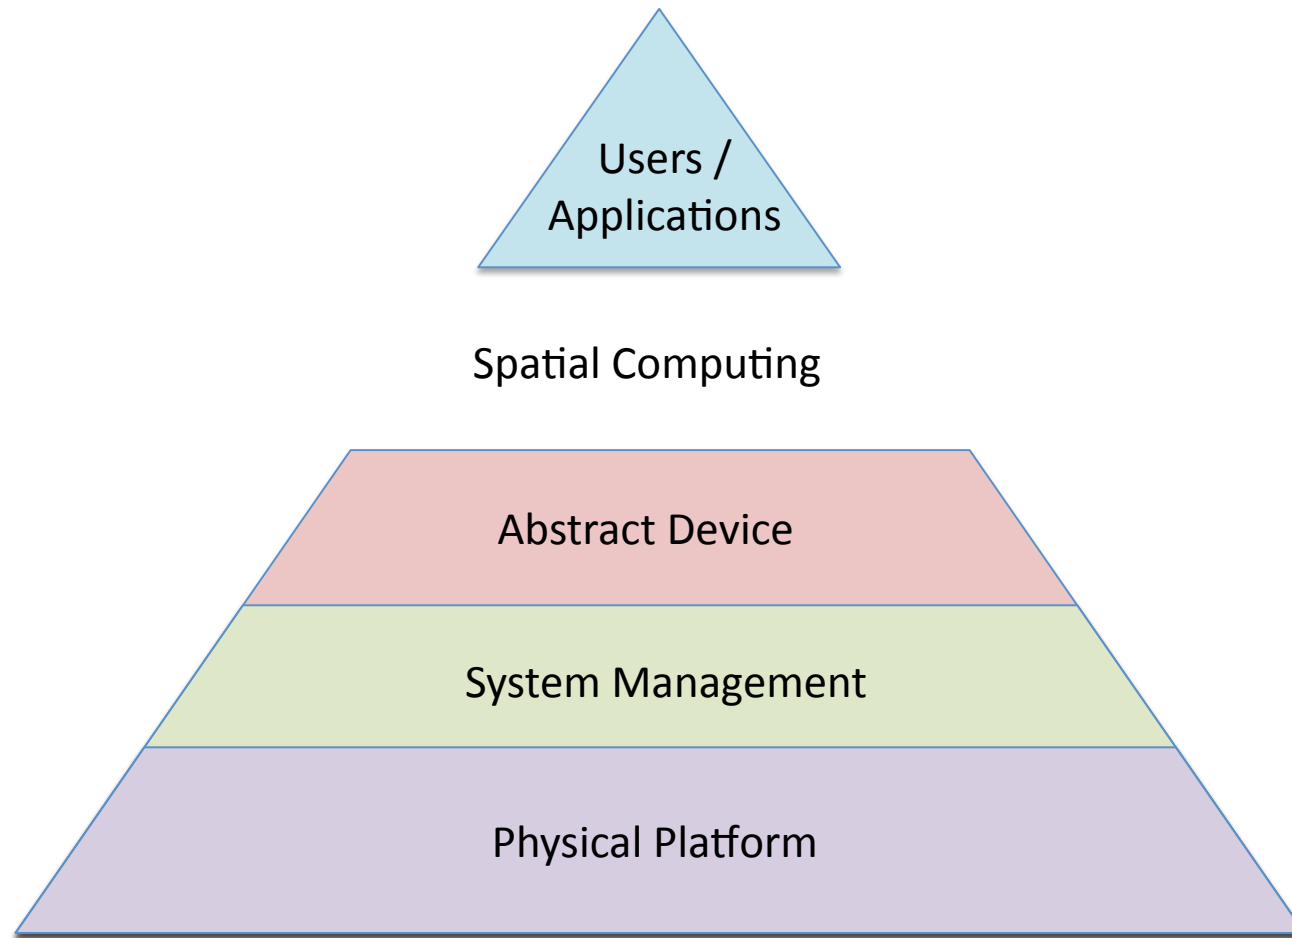 Users /
Applications
Spatial Computing
Abstract Device
System Management
Physical Platform